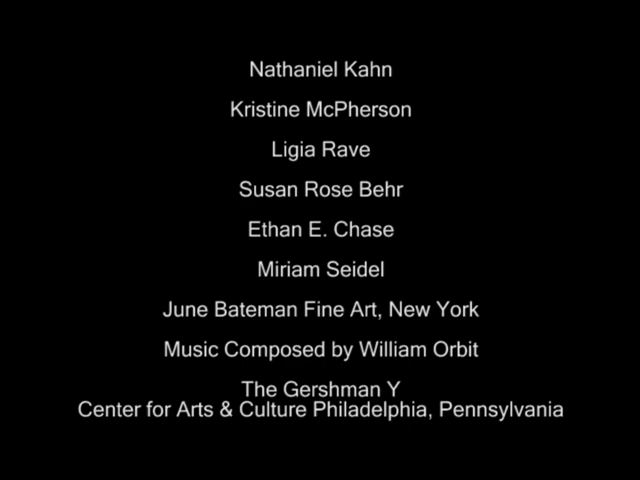 Nathaniel Kahn
Kristine McPherson
Ligia Rave
Susan Rose Behr
Ethan E. Chase
Miriam Seidel
June Bateman Fine Art, New York
Music Composed by William Orbit
The Gershman Y
Center for Arts & Culture Philadelphia, Pennsylvania